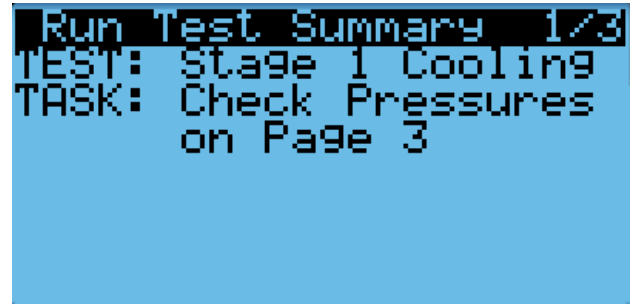 Run Test Summary 1/3
TEST: Stage 1 Cooling
TASK: Check Pressures
on Page 3